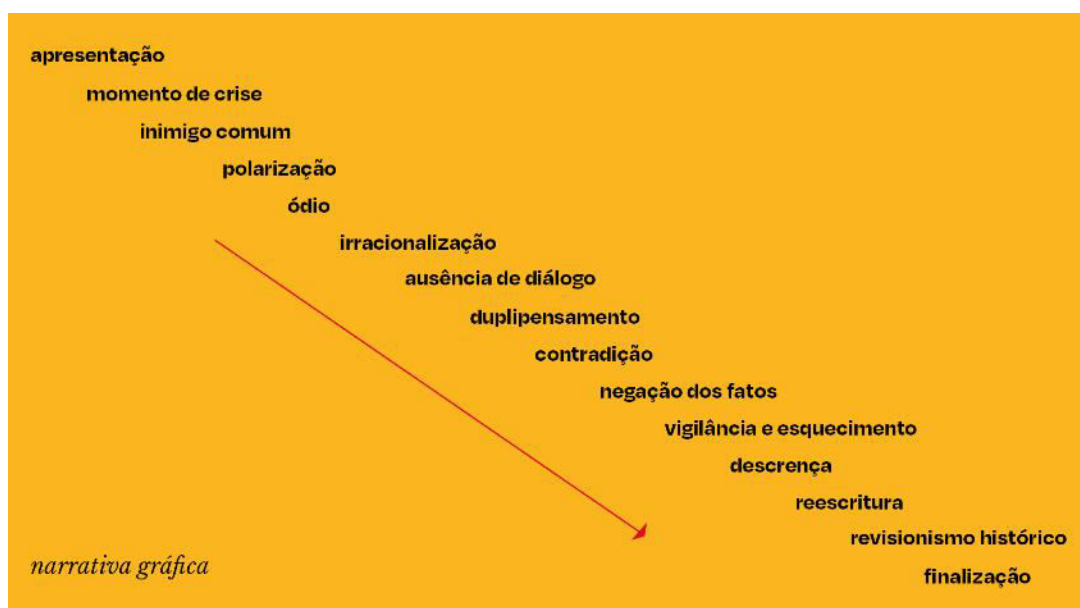 apresentação
momento de crise
inimigo comum
polarização
ódio
irracionalização
ausência de diálogo
duplipensamento
contradição
negação dos fatos
vigilância e esquecimento
descrença
reescritura
revisionismo histórico
narrativa gráfica
finalização